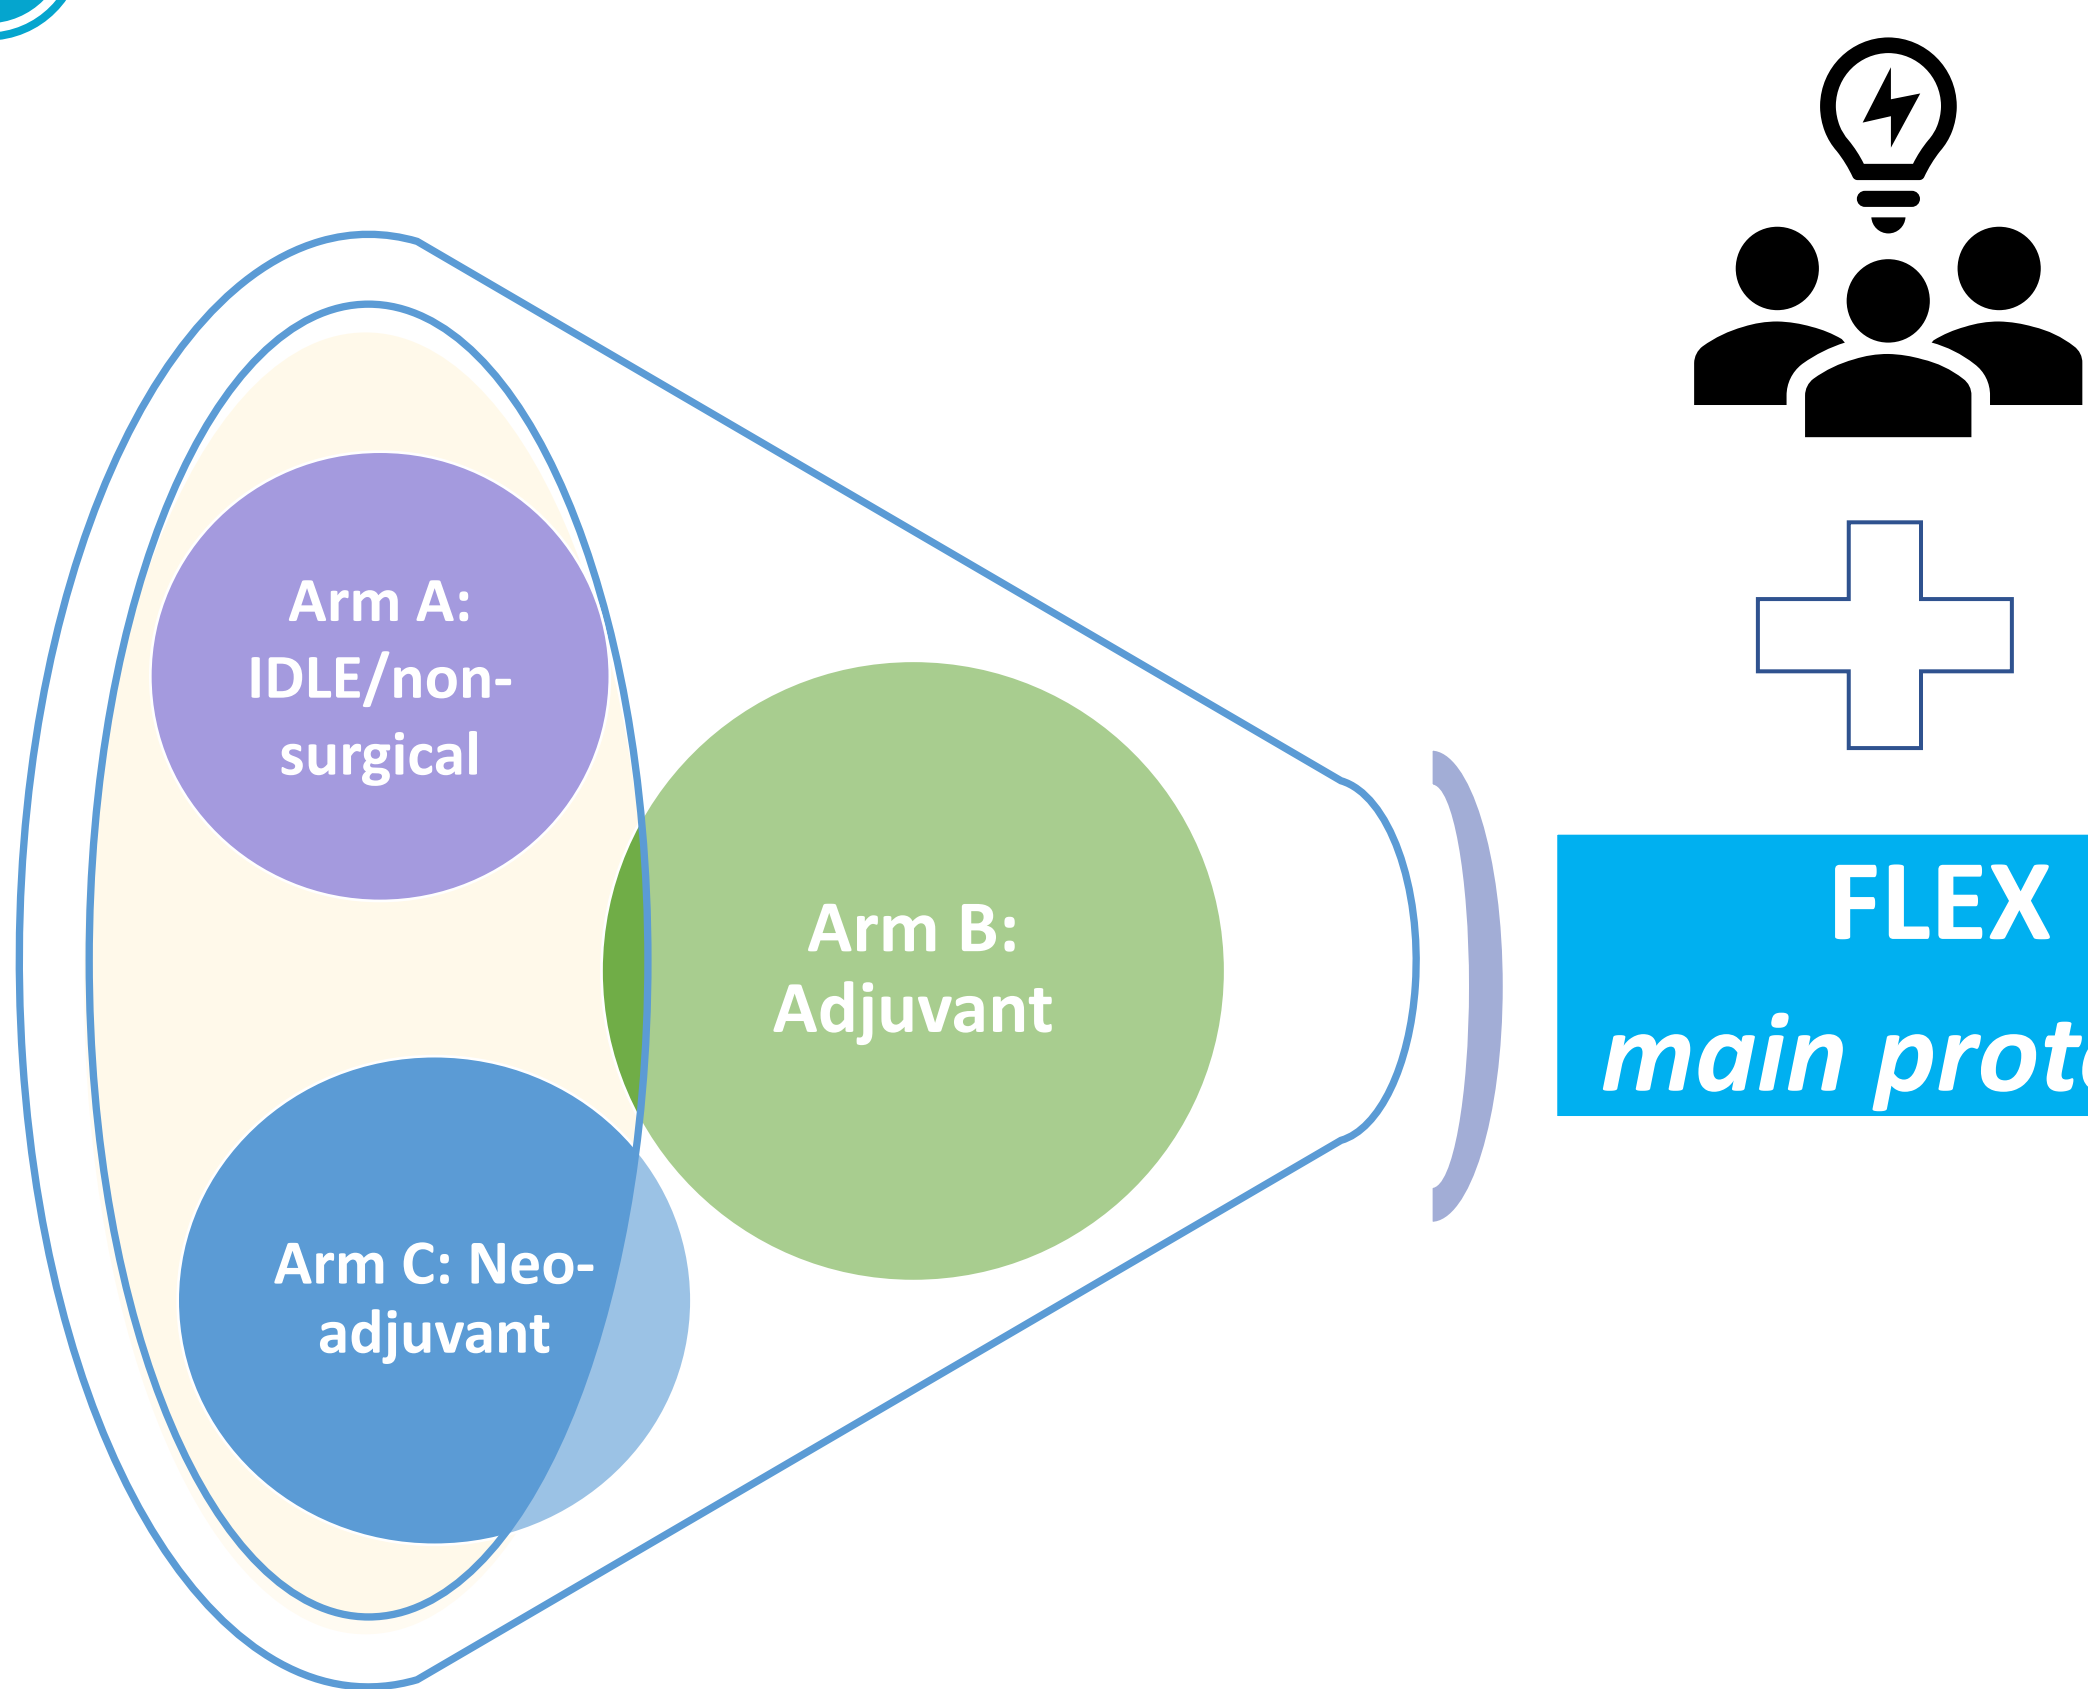 Arm A:
IDLE/non-
surgical
Arm B:
Adjuvant
Arm C: Neo-
adjuvant
FLEX
main